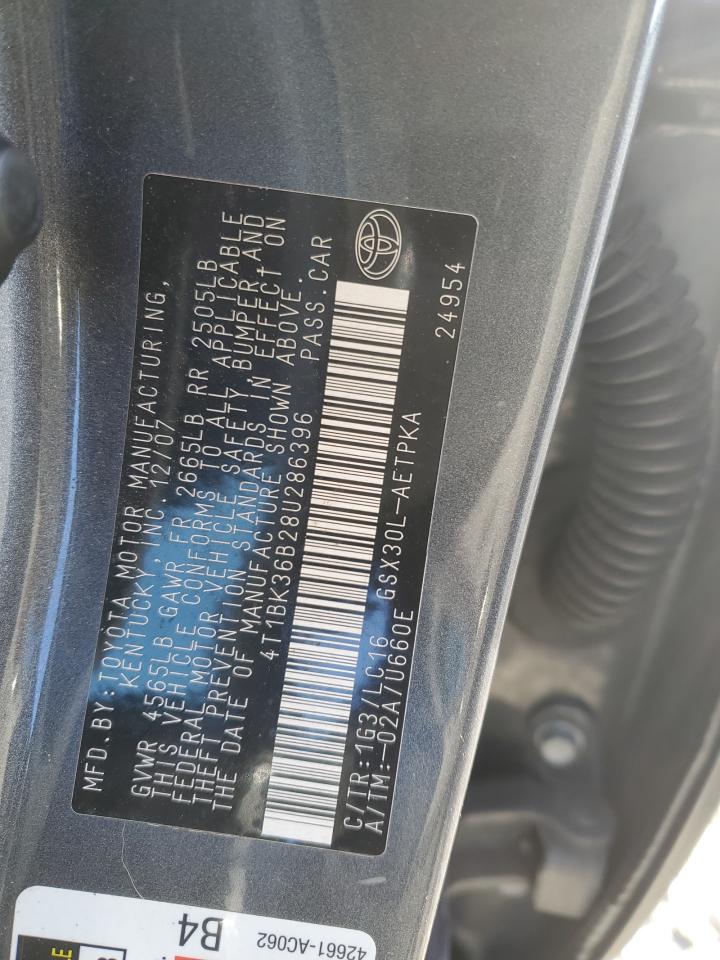 MFD.BY:TOYOTA MOTOR MANUFACTURING,
KENTUCKY,INC. 12/07
GVWR 4565LB GAWR FR 2665LB RR 2505LB
THIS VEHICLE CONFORMS TO ALL APPLICABLE
FEDERAL MOTOR VEHICLE SAFETY, BUMPER,AND
THEFT PREVENTION STANDARDS IN EFFECT ON
THE DATE OF MANUFACTURE SHOWN ABOVE.
4T1BK36B28U286396 PASS.CAR
C/TR:1G3/LC16
A/TM:-02A/U660E GSX30L-AETPKA
24954
B4
42661-AC062